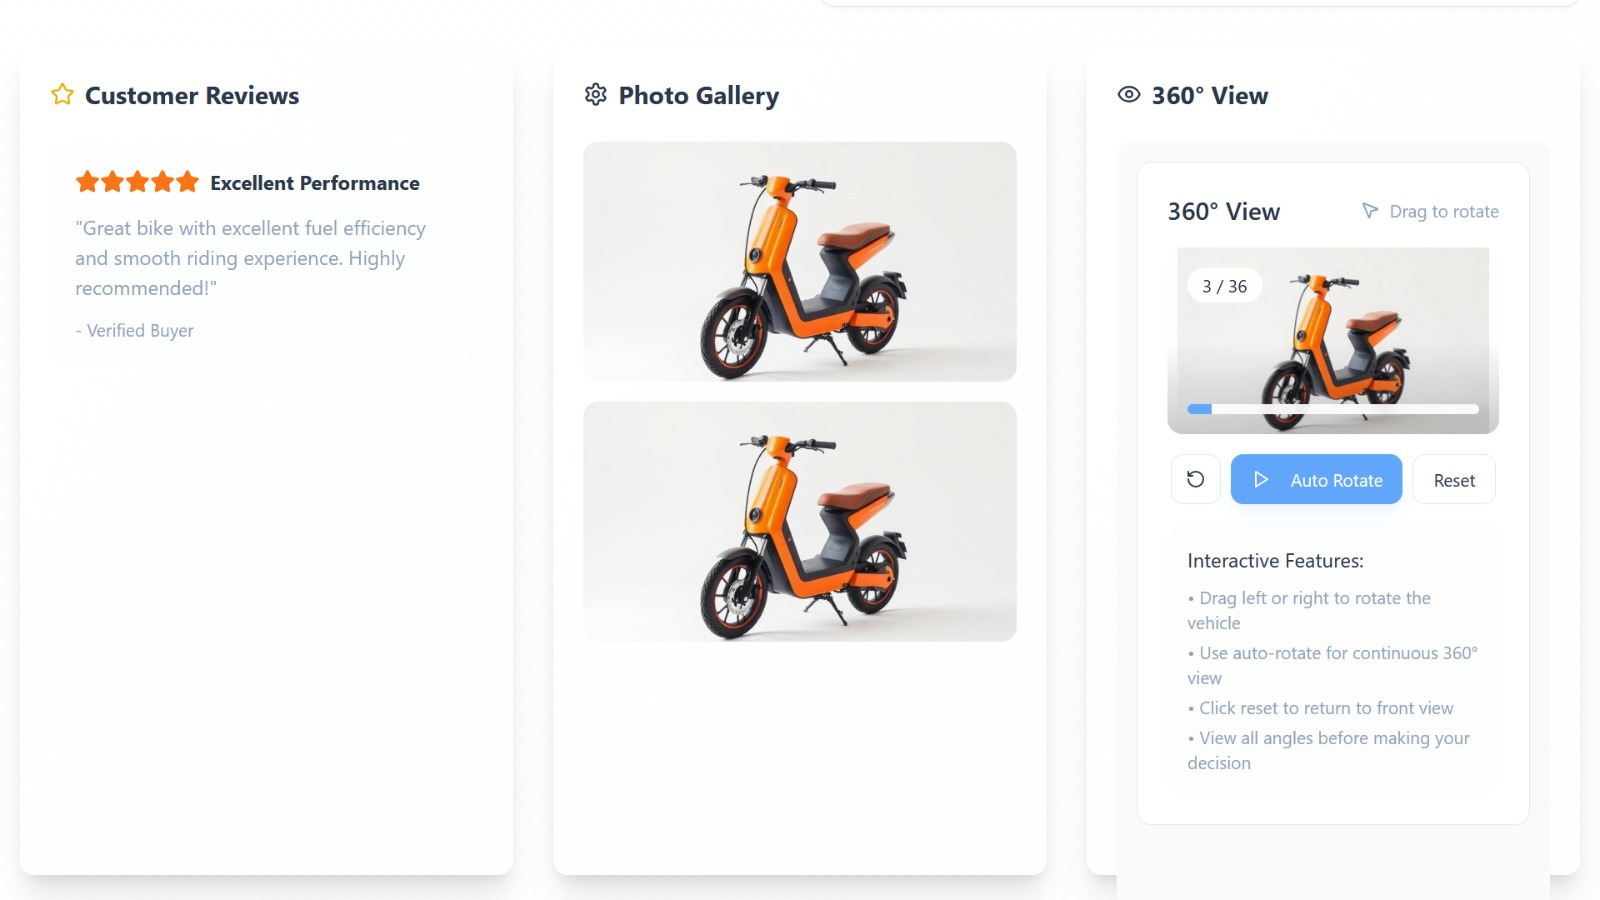 Customer Reviews
Excellent Performance
"Great bike with excellent fuel efficiency
and smooth riding experience. Highly
recommended!"
- Verified Buyer
Photo Gallery
360° View
360° View
Drag to rotate
3 / 36
Auto Rotate
Reset
Interactive Features:
• Drag left or right to rotate the
vehicle
• Use auto-rotate for continuous 360°
view
• Click reset to return to front view
• View all angles before making your
decision